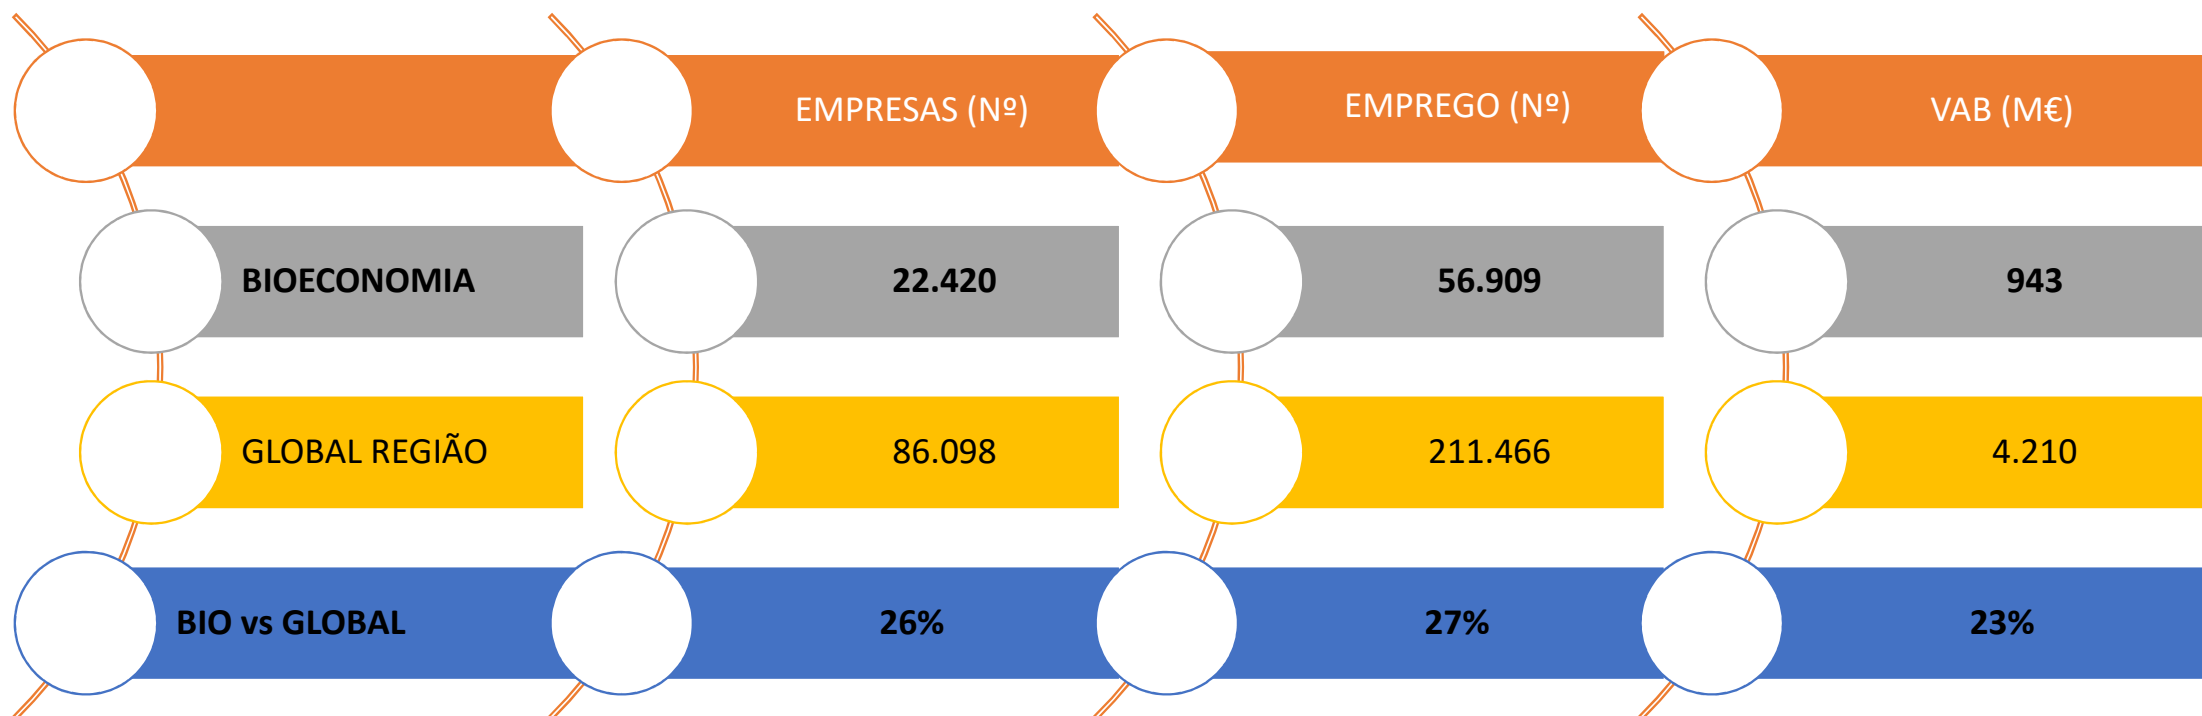 EMPRESAS (Nº)
EMPREGO (Nº)
VAB (M€)
BIOECONOMIA
22.420
56.909
943
GLOBAL REGIÃO
86.098
211.466
4.210
BIO vs GLOBAL
26%
27%
23%